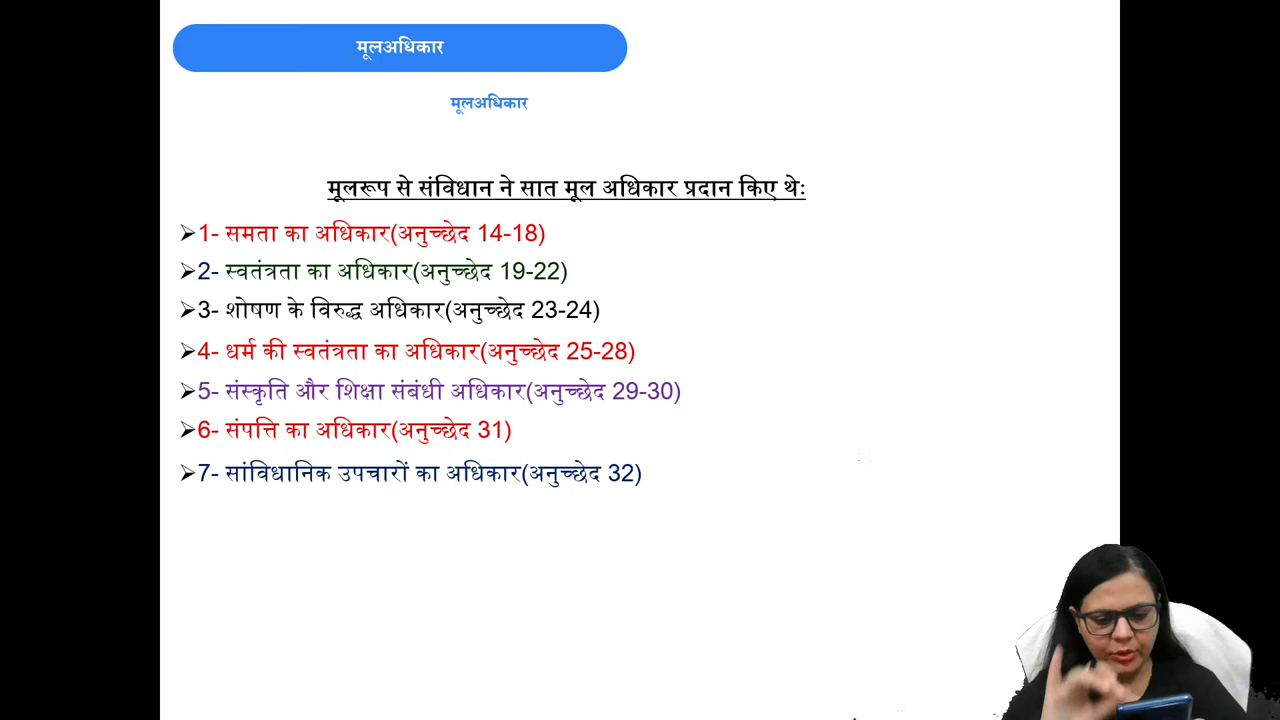 मूलअधिकार
मूलअधिकार
मूलरूप से संविधान ने सात मूल अधिकार प्रदान किए थेः
➢1- समता का अधिकार(अनुच्छेद 14-18)
➢2- स्वतंत्रता का अधिकार(अनुच्छेद 19-22)
➢3- शोषण के विरुद्ध अधिकार(अनुच्छेद 23-24)
➢4- धर्म की स्वतंत्रता का अधिकार(अनुच्छेद 25-28)
➢5- संस्कृति और शिक्षा संबंधी अधिकार(अनुच्छेद 29-30)
➢6- संपत्ति का अधिकार(अनुच्छेद 31)
➢7- सांविधानिक उपचारों का अधिकार(अनुच्छेद 32)